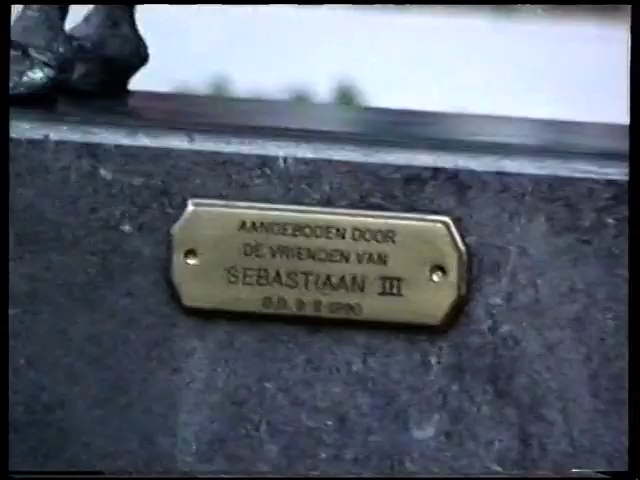 AANGEBODEN DOOR
DE VRIENDEN VAN
SEBASTIAAN III